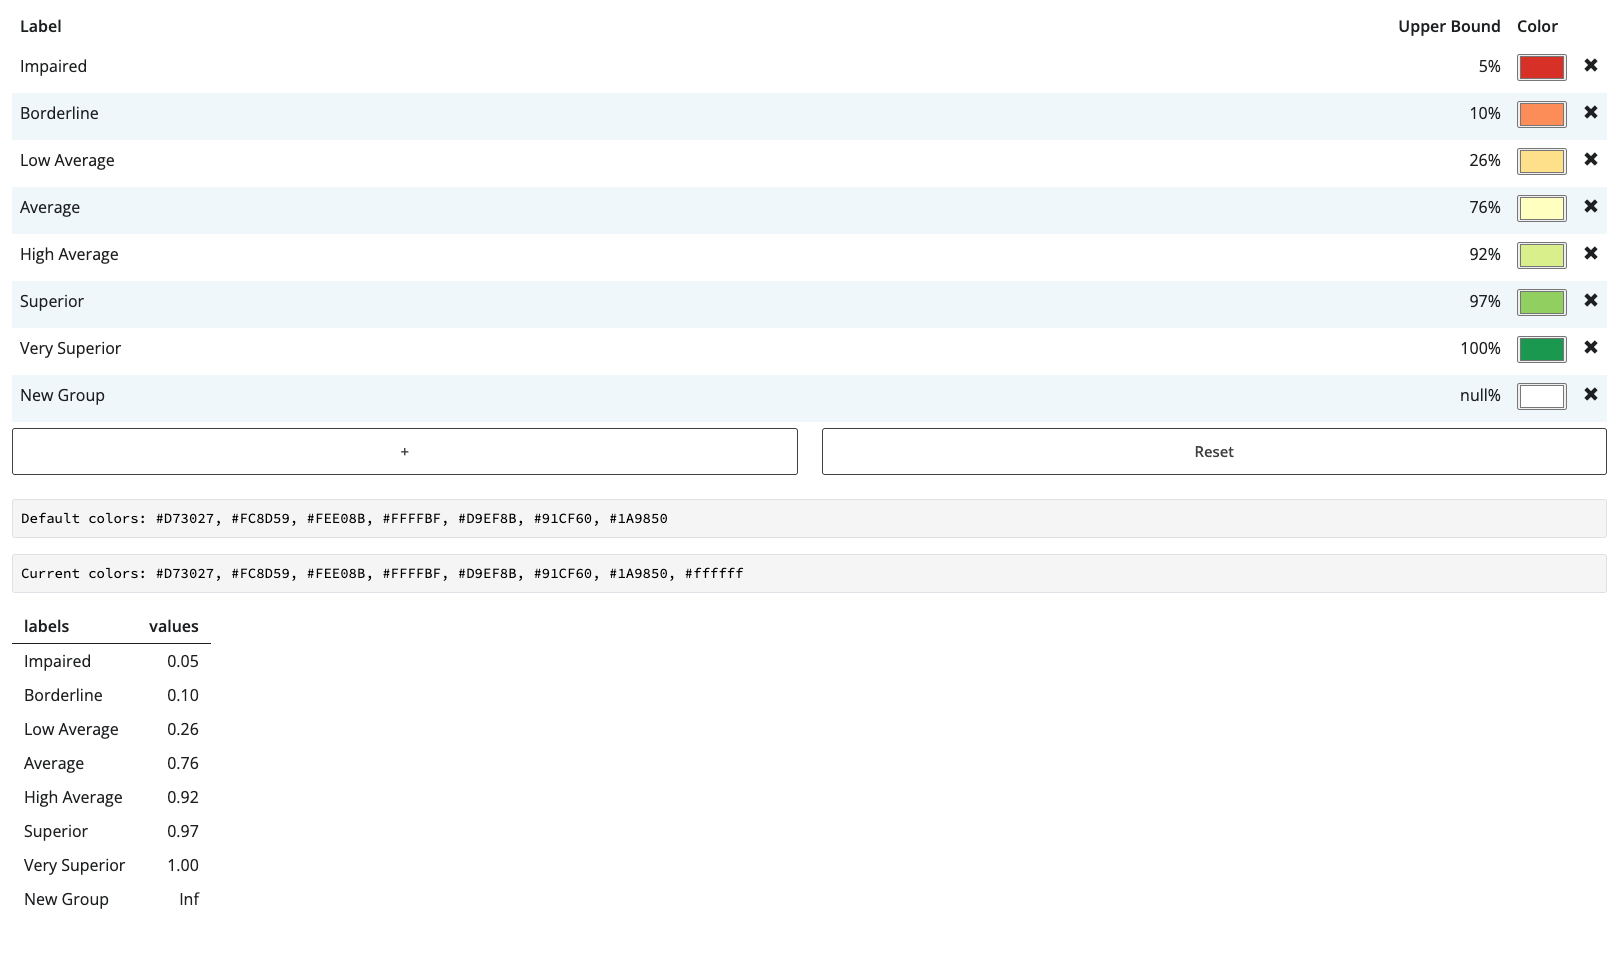 Label Upper Bound Color
Impaired 5% ✖
Borderline 10% ✖
Low Average 26% ✖
Average 76% ✖
High Average 92% ✖
Superior 97% ✖
Very Superior 100% ✖
New Group null% ✖
+ Reset
Default colors: #D73027, #FC8D59, #FEE08B, #FFFFBF, #D9EF8B, #91CF60, #1A9850
Current colors: #D73027, #FC8D59, #FEE08B, #FFFFBF, #D9EF8B, #91CF60, #1A9850, #ffffff
labels values
Impaired 0.05
Borderline 0.10
Low Average 0.26
Average 0.76
High Average 0.92
Superior 0.97
Very Superior 1.00
New Group Inf